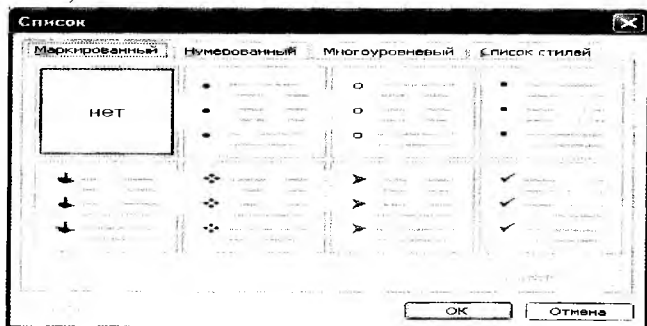 Список
Маркированный Нумерованный Многоуровневый Список стилей
нет
ОК Отмена